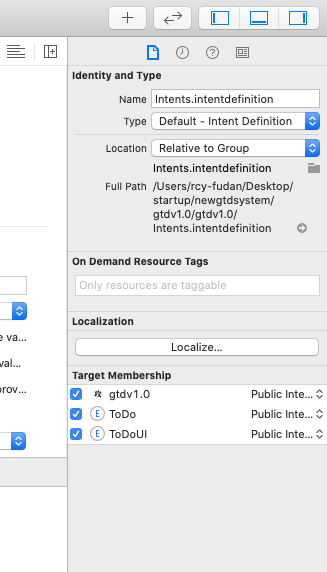 Identity and Type
Name Intents.intentdefinition
Type Default - Intent Definition
Location Relative to Group
Intents.intentdefinition
Full Path /Users/rcy-fudan/Desktop/
startup/newgtdsystem/
gtdv1.0/gtdv1.0/
Intents.intentdefinition
On Demand Resource Tags
Only resources are taggable
Localization
Localize...
Target Membership
gtdv1.0 Public Inte...
E ToDo Public Inte...
E ToDoUI Public Inte...
e va...
val...
prov...